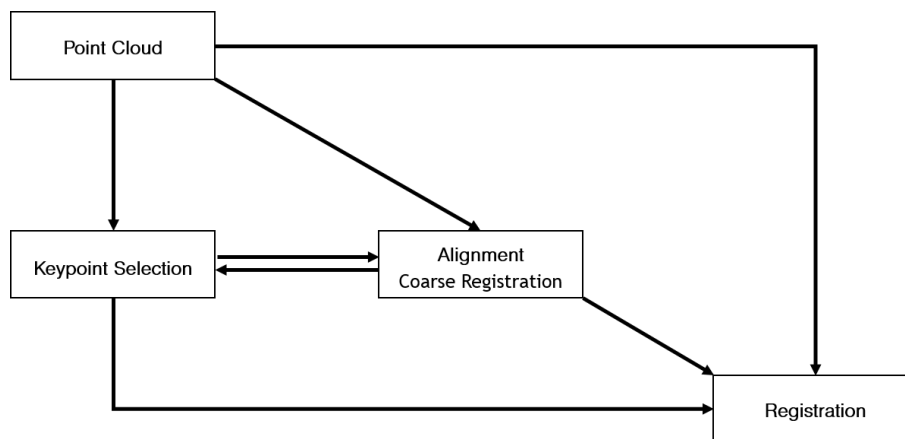 Point Cloud
Keypoint Selection
Alignment
Coarse Registration
Registration